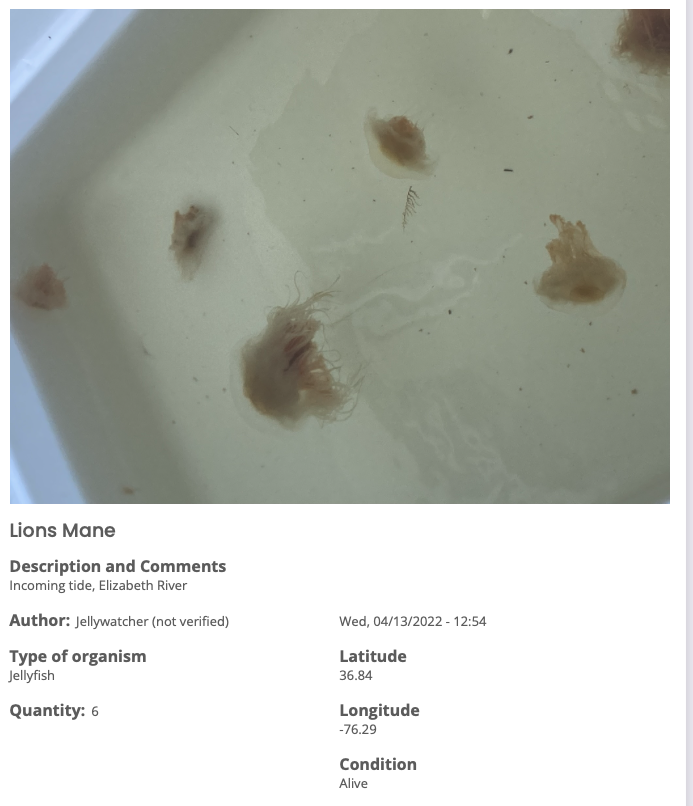 Lions Mane
Description and Comments
Incoming tide, Elizabeth River
Author: Jellywatcher (not verified)
Wed, 04/13/2022 - 12:54
Type of organism
Jellyfish
Latitude
36.84
Quantity: 6
Longitude
-76.29
Condition
Alive